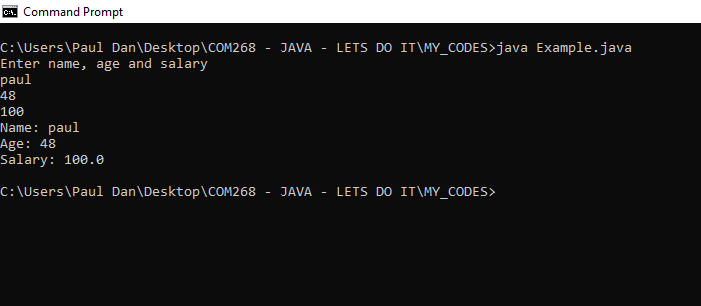 Command Prompt
C:\Users\Paul Dan\Desktop\COM268 - JAVA - LETS DO IT\MY_CODES>java Example.java
Enter name, age and salary
paul
48
100
Name: paul
Age: 48
Salary: 100.0
C:\Users\Paul Dan\Desktop\COM268 - JAVA - LETS DO IT\MY_CODES>